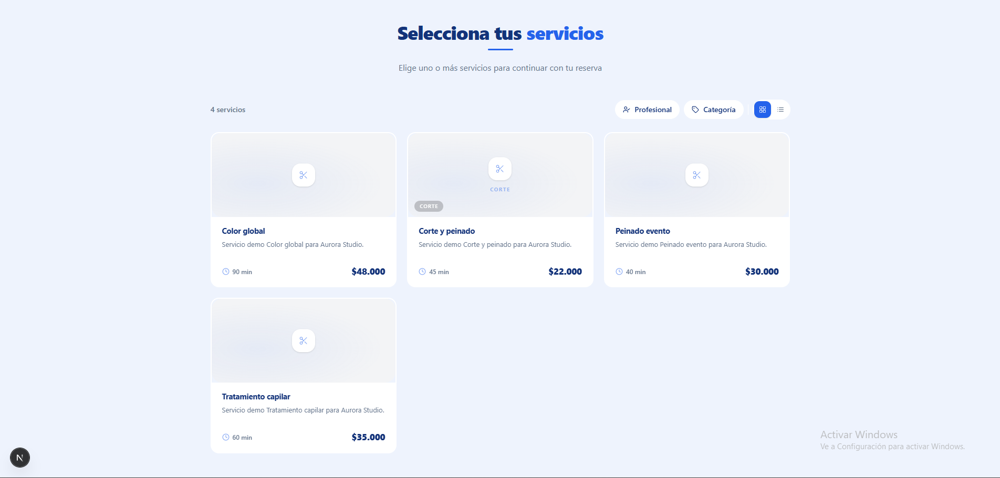 Selecciona tus servicios
Elige uno o más servicios para continuar con tu reserva
4 servicios
Profesional
Categoría
CORTE
CORTE
Color global
Servicio demo Color global para Aurora Studio.
90 min
$48.000
Corte y peinado
Servicio demo Corte y peinado para Aurora Studio.
45 min
$22.000
Peinado evento
Servicio demo Peinado evento para Aurora Studio.
40 min
$30.000
Tratamiento capilar
Servicio demo Tratamiento capilar para Aurora Studio.
60 min
$35.000
Activar Windows
Ve a Configuración para activar Windows.
N